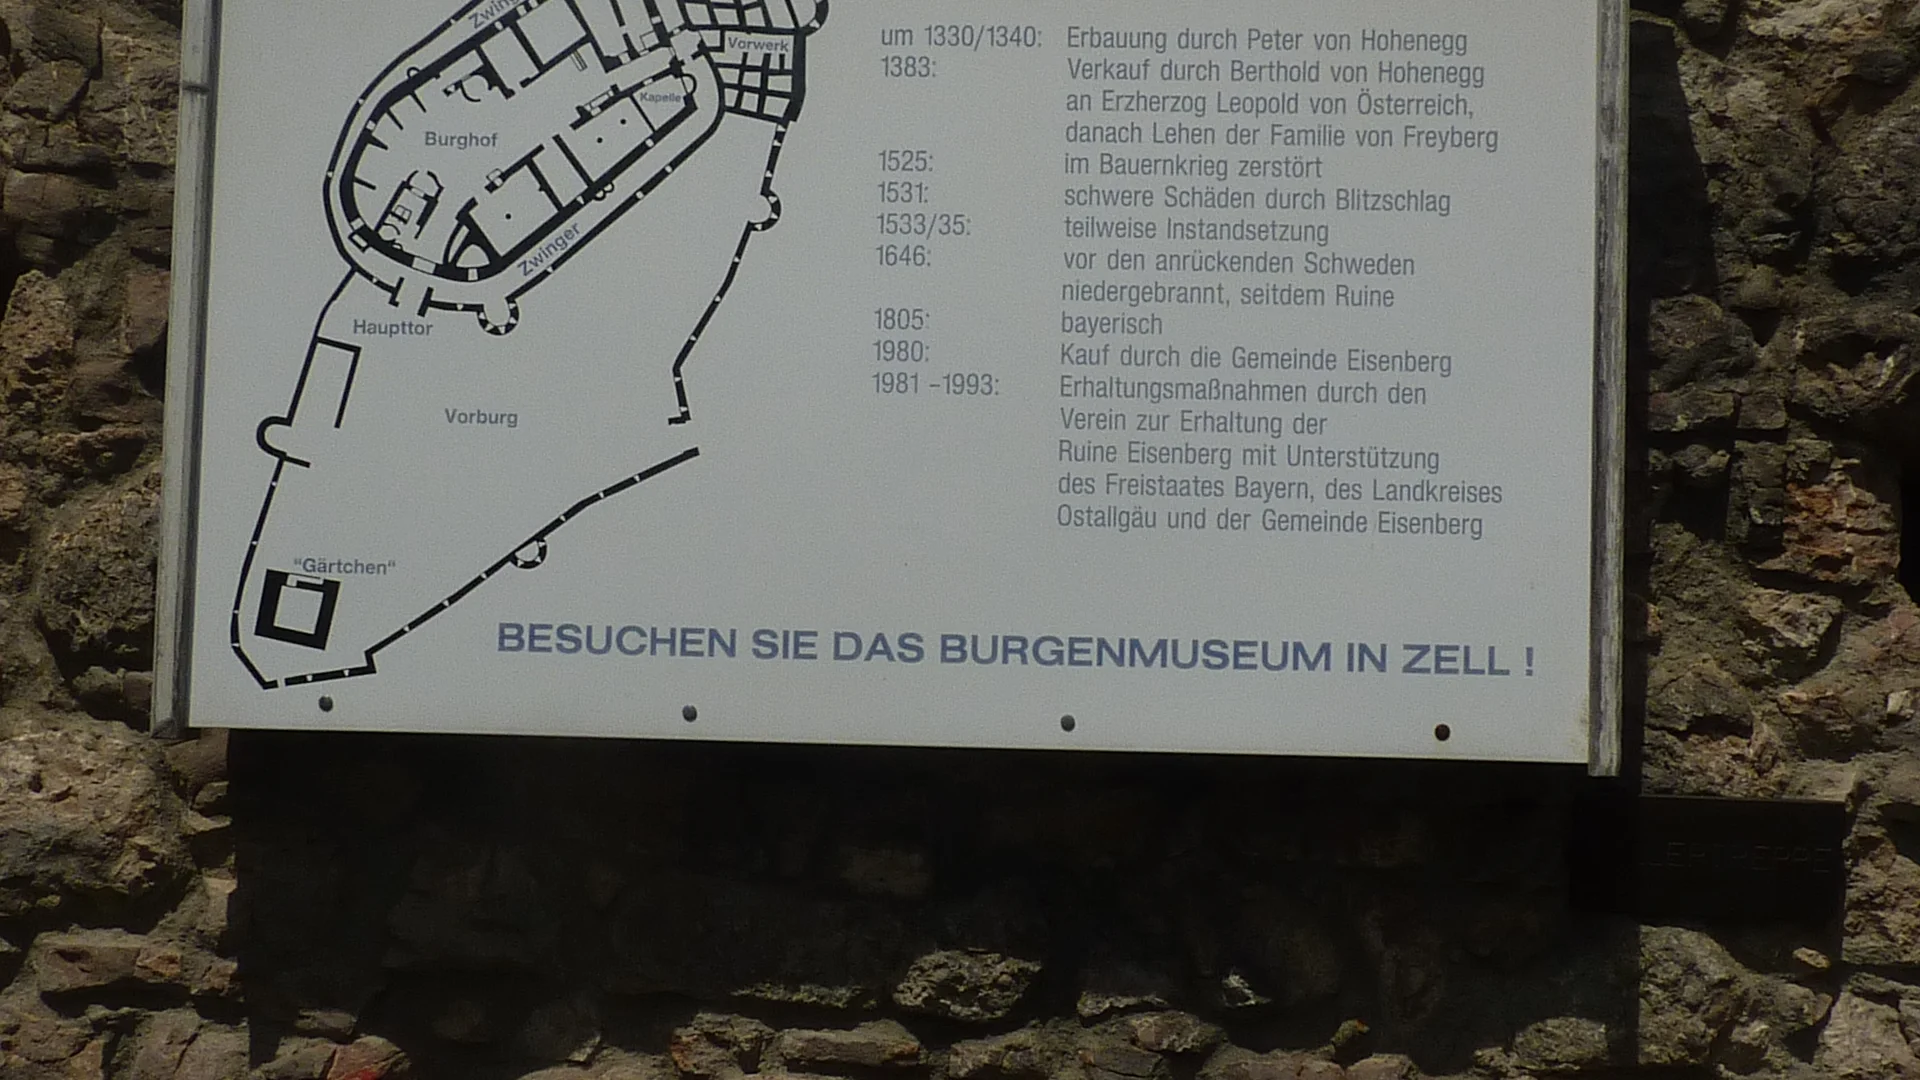 Zwinger
Vorwerk
Kapelle
Burghof
Zwinger
Haupttor
Vorburg
"Gärtchen"
um 1330/1340: Erbauung durch Peter von Hohenegg
1383: Verkauf durch Berthold von Hohenegg
an Erzherzog Leopold von Österreich,
danach Lehen der Familie von Freyberg
1525: im Bauernkrieg zerstört
1531: schwere Schäden durch Blitzschlag
1533/35: teilweise Instandsetzung
1646: vor den anrückenden Schweden
niedergebrannt, seitdem Ruine
1805: bayerisch
1980: Kauf durch die Gemeinde Eisenberg
1981 -1993: Erhaltungsmaßnahmen durch den
Verein zur Erhaltung der
Ruine Eisenberg mit Unterstützung
des Freistaates Bayern, des Landkreises
Ostallgäu und der Gemeinde Eisenberg
BESUCHEN SIE DAS BURGENMUSEUM IN ZELL !